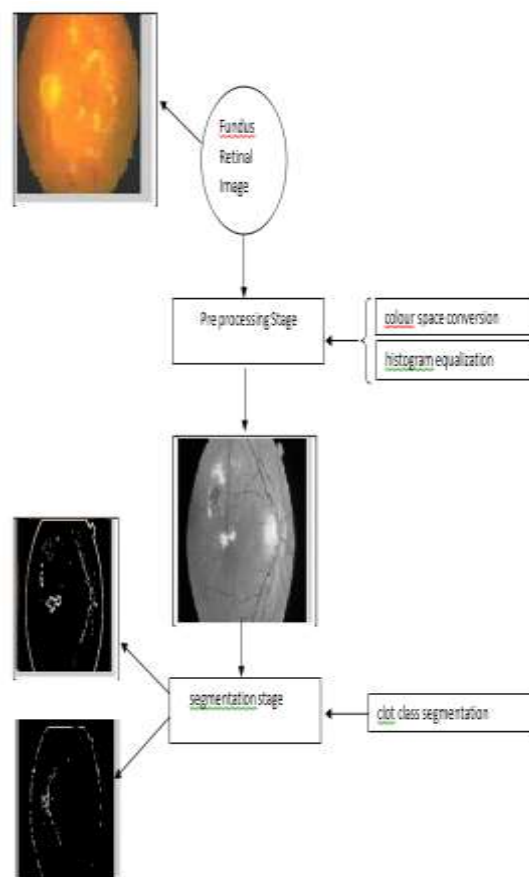 Fundus
Retinal
Image
Pre processing Stage
colour space conversion
histogram equalization
segmentation stage
clot class segmentation